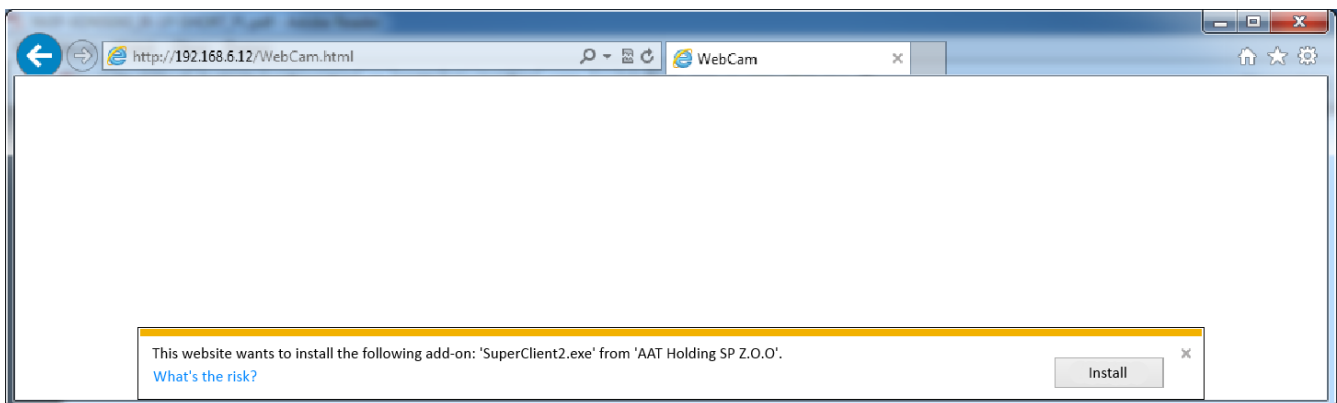 http://192.168.6.12/WebCam.html
WebCam
This website wants to install the following add-on: 'SuperClient2.exe' from 'AAT Holding SP Z.O.O'.
What's the risk?
Install